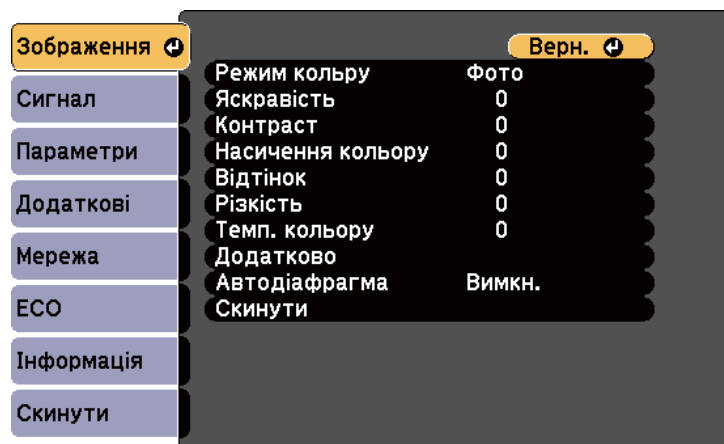 Зображення
Сигнал
Параметри
Додаткові
Мережа
ECO
Інформація
Скинути
Верн.
Режим кольру Фото
Яскравість 0
Контраст 0
Насичення кольору 0
Відтінок 0
Різкість 0
Темп. кольору 0
Додатково
Автодіафрагма Вимкн.
Скинути